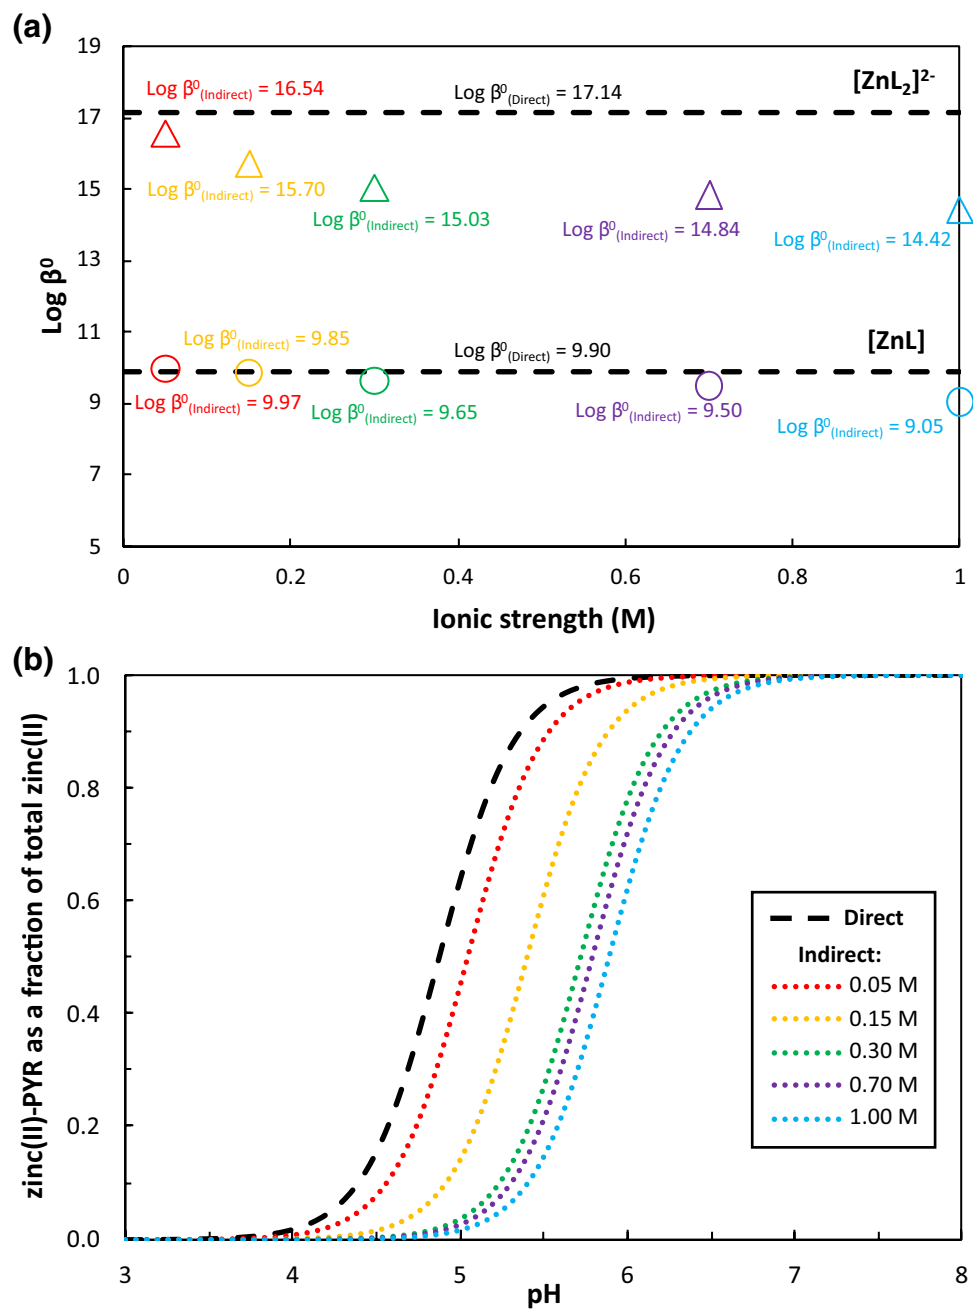 (a)
19
17
15
13
11
9
7
5
Log β⁰
Log β⁰(Indirect) = 16.54
Log β⁰(Direct) = 17.14
[ZnL₂]²⁻
Log β⁰(Indirect) = 15.70
Log β⁰(Indirect) = 15.03
Log β⁰(Indirect) = 14.84
Log β⁰(Indirect) = 14.42
Log β⁰(Indirect) = 9.85
Log β⁰(Direct) = 9.90
[ZnL]
Log β⁰(Indirect) = 9.97
Log β⁰(Indirect) = 9.65
Log β⁰(Indirect) = 9.50
Log β⁰(Indirect) = 9.05
0 0.2 0.4 0.6 0.8 1
Ionic strength (M)
(b)
zinc(II)-PYR as a fraction of total zinc(II)
1.0
0.8
0.6
0.4
0.2
0.0
Direct
Indirect:
0.05 M
0.15 M
0.30 M
0.70 M
1.00 M
3 4 5 6 7 8
pH